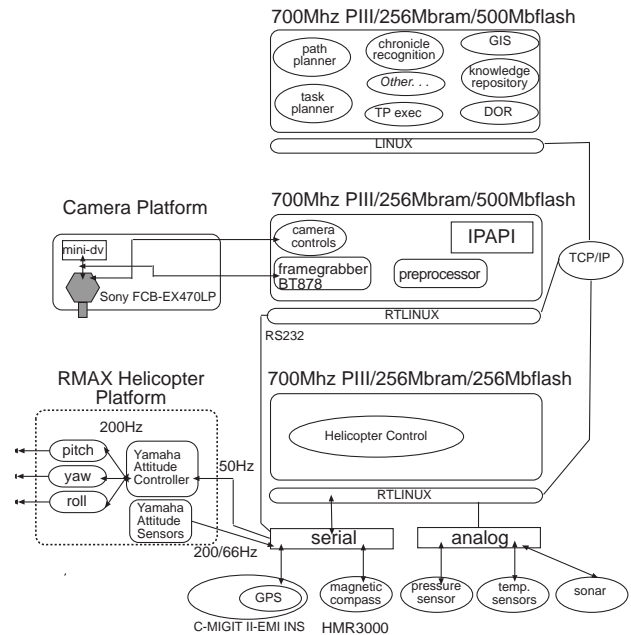 700Mhz PIII/256Mbram/500Mbflash
path
planner
chronicle
recognition
GIS
Other. . .
knowledge
repository
task
planner
TP exec
DOR
LINUX
700Mhz PIII/256Mbram/500Mbflash
Camera Platform
camera
controls
IPAPI
mini-dv
framegrabber
BT878
preprocessor
Sony FCB-EX470LP
TCP/IP
RTLINUX
RS232
700Mhz PIII/256Mbram/256Mbflash
RMAX Helicopter
Platform
200Hz
pitch
yaw
roll
Yamaha
Attitude
Controller
50Hz
Helicopter Control
Yamaha
Attitude
Sensors
RTLINUX
200/66Hz
serial
analog
GPS
magnetic
compass
pressure
sensor
temp.
sensors
sonar
C-MIGIT II-EMI INS
HMR3000